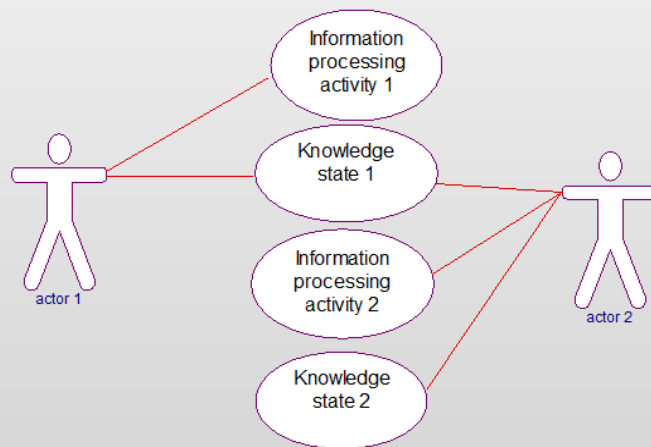 Information
processing
activity 1
Knowledge
state 1
actor 1
Information
processing
activity 2
actor 2
Knowledge
state 2